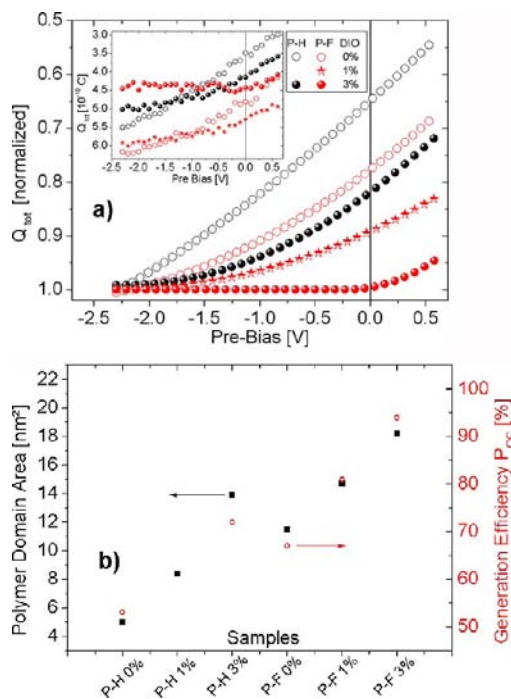 3.0
3.5
4.0
4.5
5.0
5.5
6.0
Q tot [10⁻¹⁰ C]
-2.5 -2.0 -1.5 -1.0 -0.5 0.0 0.5
Pre Bias [V]
P-H P-F DIO
0%
1%
3%
a)
0.5
0.6
0.7
0.8
0.9
1.0
Q tot [normalized]
-2.5 -2.0 -1.5 -1.0 -0.5 0.0 0.5
Pre-Bias [V]
22
20
18
16
14
12
10
8
6
4
Polymer Domain Area [nm²]
b)
100
90
80
70
60
50
Samples
P-H 0% P-H 1% P-H 3% P-F 0% P-F 1% P-F 3%